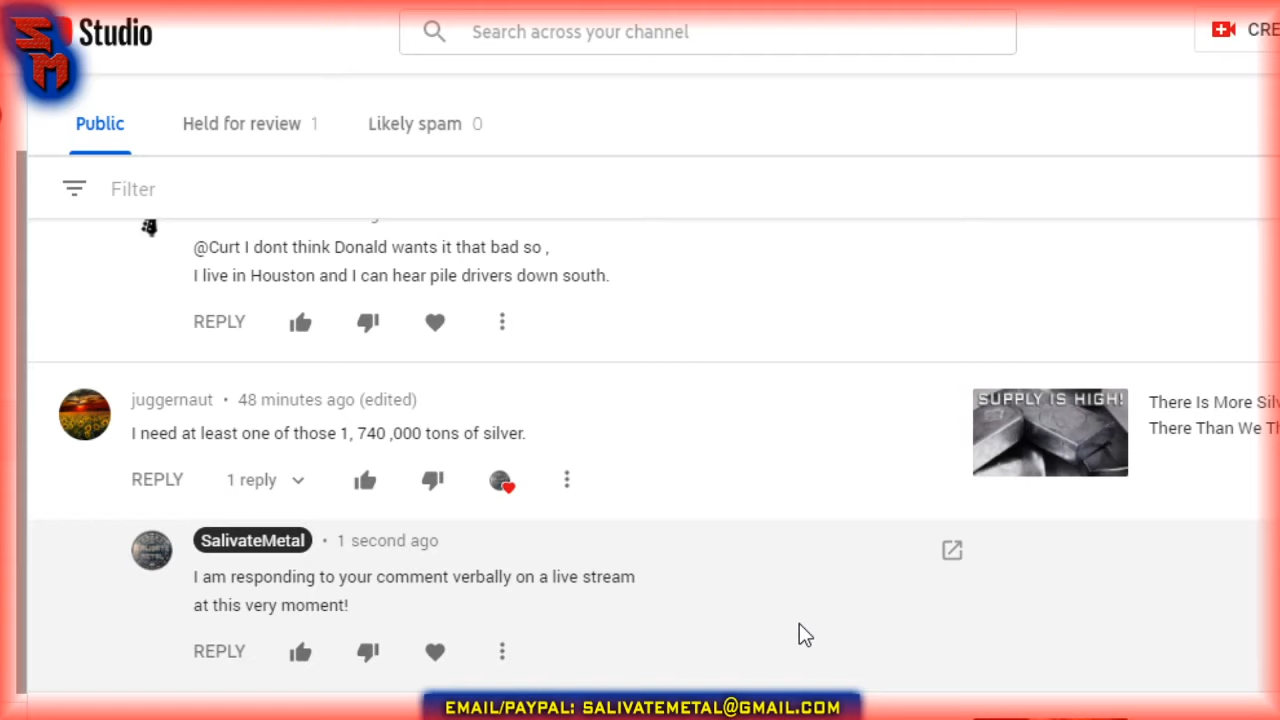 SM
Studio
Search across your channel
CRE
Public
Held for review 1
Likely spam 0
Filter
@Curt I dont think Donald wants it that bad so ,
I live in Houston and I can hear pile drivers down south.
REPLY
juggernaut • 48 minutes ago (edited)
I need at least one of those 1, 740 ,000 tons of silver.
REPLY 1 reply
SUPPLY IS HIGH!
There Is More Sil
There Than We Th
SalivateMetal • 1 second ago
I am responding to your comment verbally on a live stream
at this very moment!
REPLY
EMAIL/PAYPAL: SALIVATEMETAL@GMAIL.COM